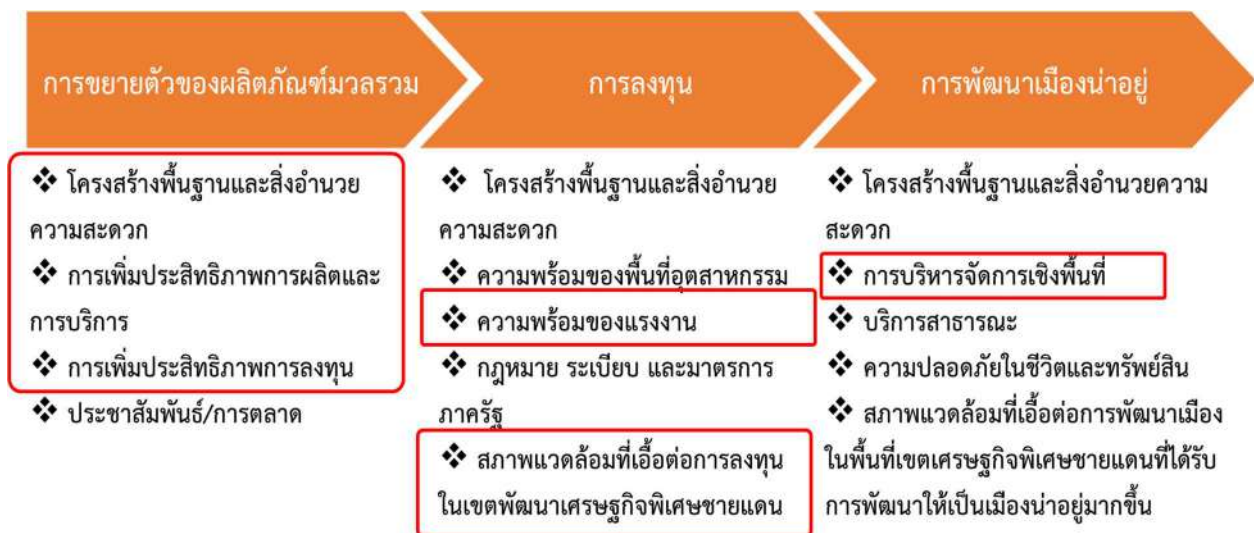 การขยายตัวของผลิตภัณฑ์มวลรวม
การลงทุน
การพัฒนาเมืองน่าอยู่
❖ โครงสร้างพื้นฐานและสิ่งอำนวย
ความสะดวก
❖ การเพิ่มประสิทธิภาพการผลิตและ
การบริการ
❖ การเพิ่มประสิทธิภาพการลงทุน
❖ ประชาสัมพันธ์/การตลาด
❖ โครงสร้างพื้นฐานและสิ่งอำนวย
ความสะดวก
❖ ความพร้อมของพื้นที่อุตสาหกรรม
❖ ความพร้อมของแรงงาน
❖ กฎหมาย ระเบียบ และมาตรการ
ภาครัฐ
❖ สภาพแวดล้อมที่เอื้อต่อการลงทุน
ในเขตพัฒนาเศรษฐกิจพิเศษชายแดน
❖ โครงสร้างพื้นฐานและสิ่งอำนวยความ
สะดวก
❖ การบริหารจัดการเชิงพื้นที่
❖ บริการสาธารณะ
❖ ความปลอดภัยในชีวิตและทรัพย์สิน
❖ สภาพแวดล้อมที่เอื้อต่อการพัฒนาเมือง
ในพื้นที่เขตเศรษฐกิจพิเศษชายแดนที่ได้รับ
การพัฒนาให้เป็นเมืองน่าอยู่มากขึ้น